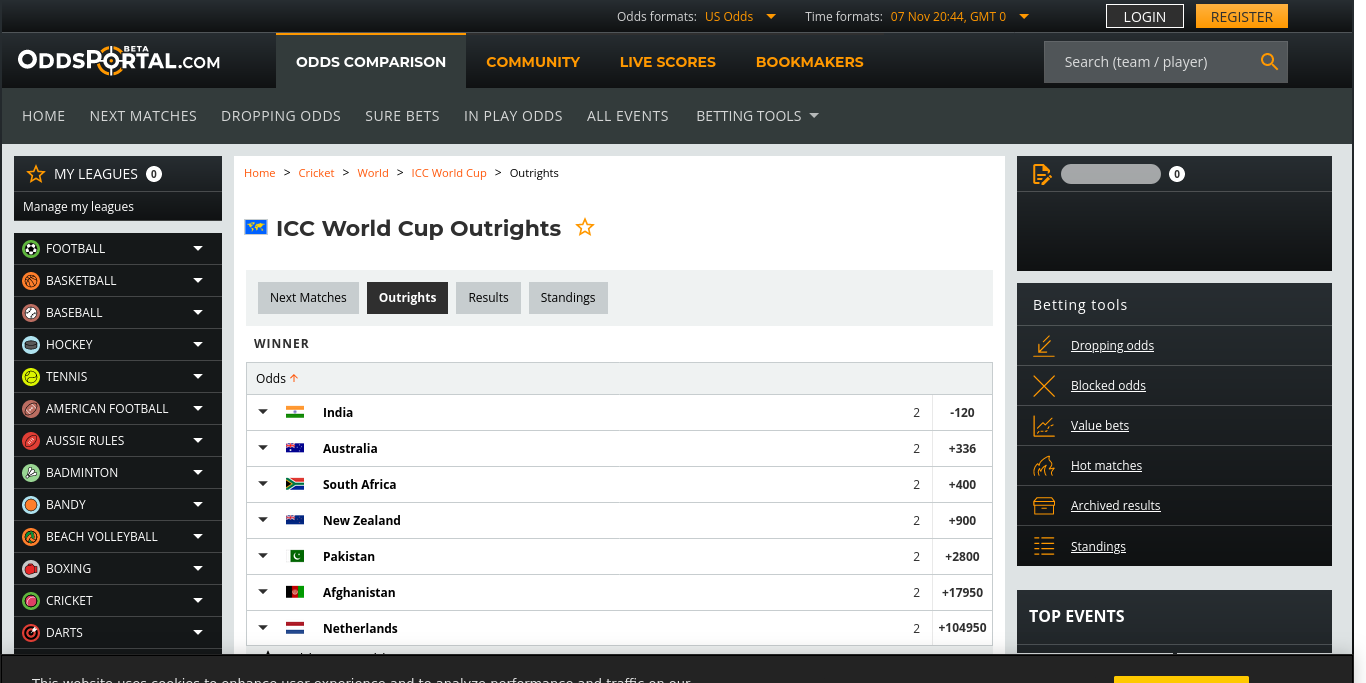 Odds formats: US Odds Time formats: 07 Nov 20:44, GMT 0 LOGIN REGISTER
ODDSPORTAL.COM BETA ODDS COMPARISON COMMUNITY LIVE SCORES BOOKMAKERS Search (team / player)
HOME NEXT MATCHES DROPPING ODDS SURE BETS IN PLAY ODDS ALL EVENTS BETTING TOOLS
MY LEAGUES 0
Manage my leagues
FOOTBALL
BASKETBALL
BASEBALL
HOCKEY
TENNIS
AMERICAN FOOTBALL
AUSSIE RULES
BADMINTON
BANDY
BEACH VOLLEYBALL
BOXING
CRICKET
DARTS
Home > Cricket > World > ICC World Cup > Outrights
ICC World Cup Outrights
Next Matches Outrights Results Standings
WINNER
Odds
India 2 -120
Australia 2 +336
South Africa 2 +400
New Zealand 2 +900
Pakistan 2 +2800
Afghanistan 2 +17950
Netherlands 2 +104950
0
Betting tools
Dropping odds
Blocked odds
Value bets
Hot matches
Archived results
Standings
TOP EVENTS
This website uses cookies to enhance user experience and to analyze performance and traffic on our